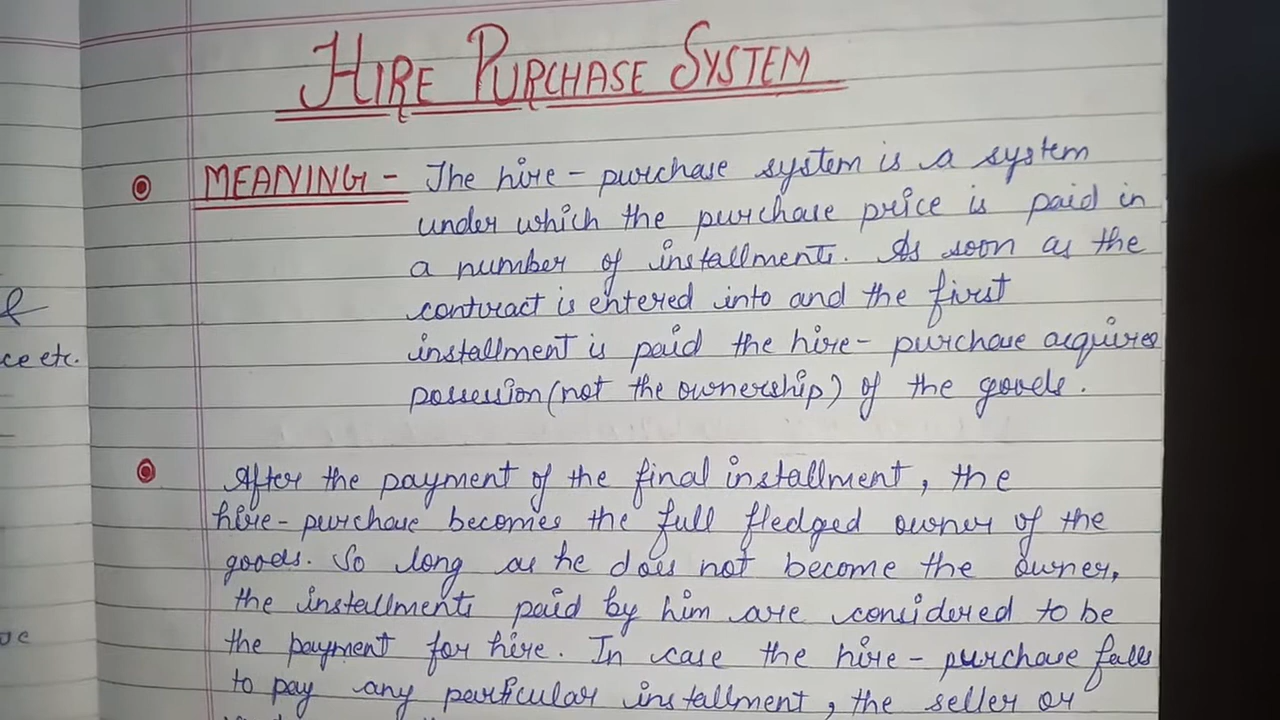 HIRE PURCHASE SYSTEM
MEANING - The hire - purchase system is a system
under which the purchase price is paid in
a number of installments. As soon as the
contract is entered into and the first
installment is paid the hire - purchase acquires
possession (not the ownership) of the goods.
After the payment of the final installment, the
hire - purchase becomes the full fledged owner of the
goods. So long as he does not become the owner,
the installments paid by him are considered to be
the payment for hire. In case the hire - purchase fails
to pay any particular installment, the seller or
&
ce etc.